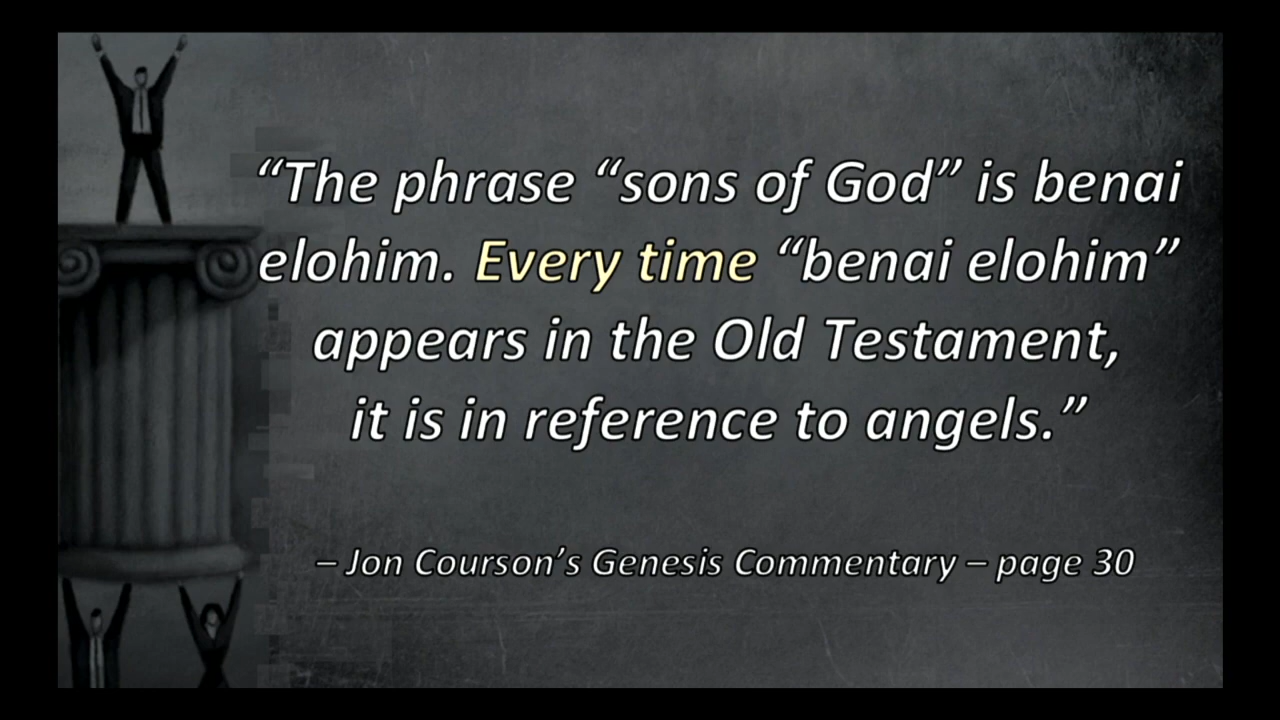 “The phrase “sons of God” is benai
elohim. Every time “benai elohim”
appears in the Old Testament,
it is in reference to angels.”
– Jon Courson’s Genesis Commentary – page 30